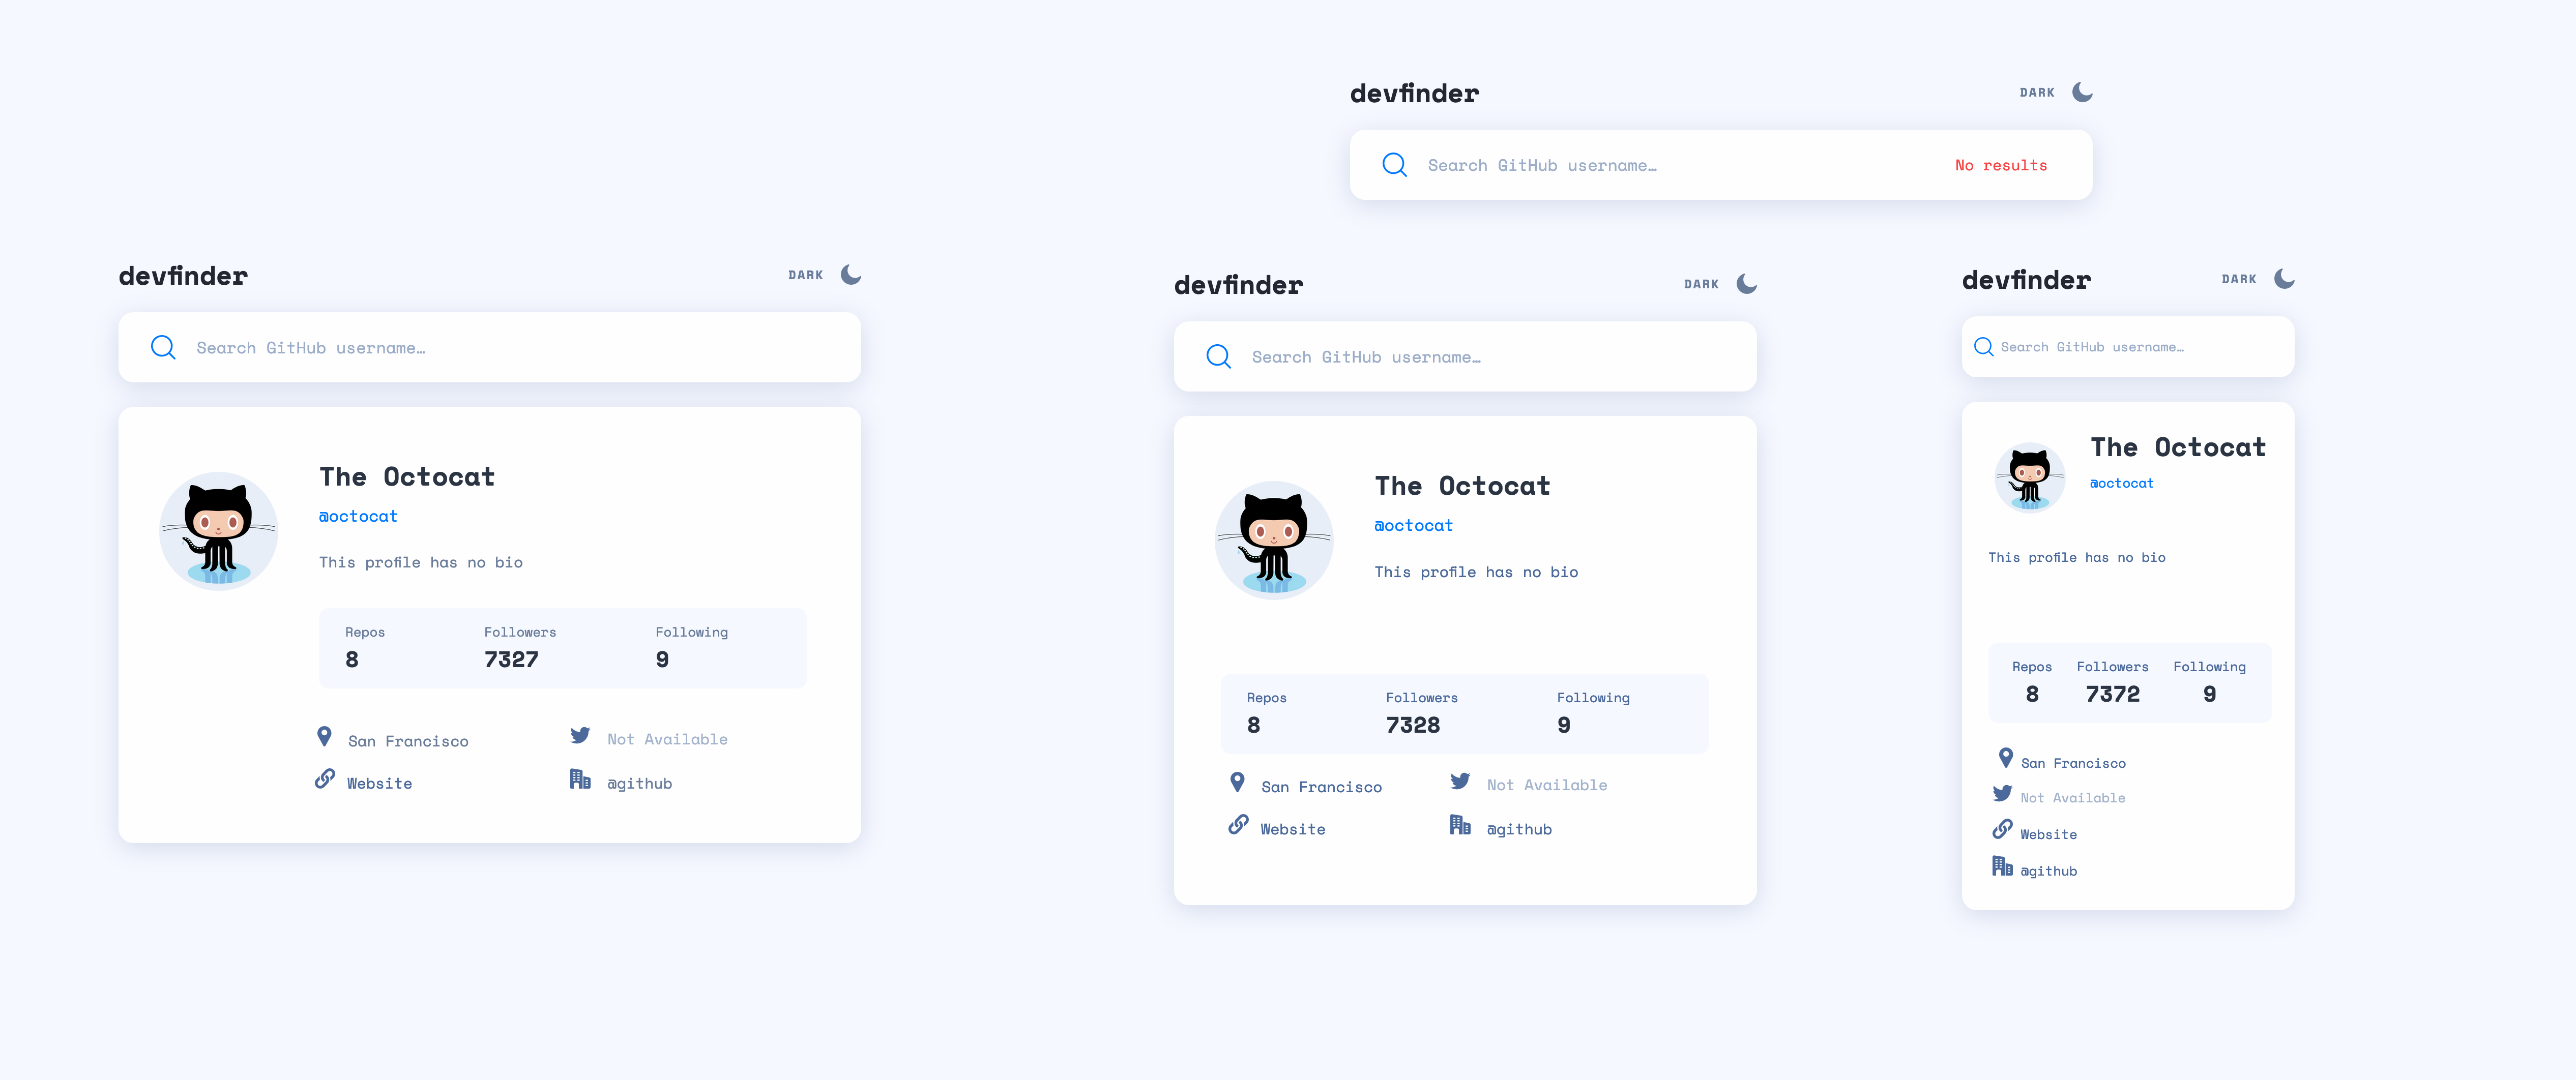 devfinder
DARK
Search GitHub username…
No results
devfinder
DARK
Search GitHub username…
The Octocat
@octocat
This profile has no bio
Repos Followers Following
8 7327 9
San Francisco Not Available
Website @github
devfinder
DARK
Search GitHub username…
The Octocat
@octocat
This profile has no bio
Repos Followers Following
8 7328 9
San Francisco Not Available
Website @github
devfinder
DARK
Search GitHub username…
The Octocat
@octocat
This profile has no bio
Repos Followers Following
8 7372 9
San Francisco
Not Available
Website
@github